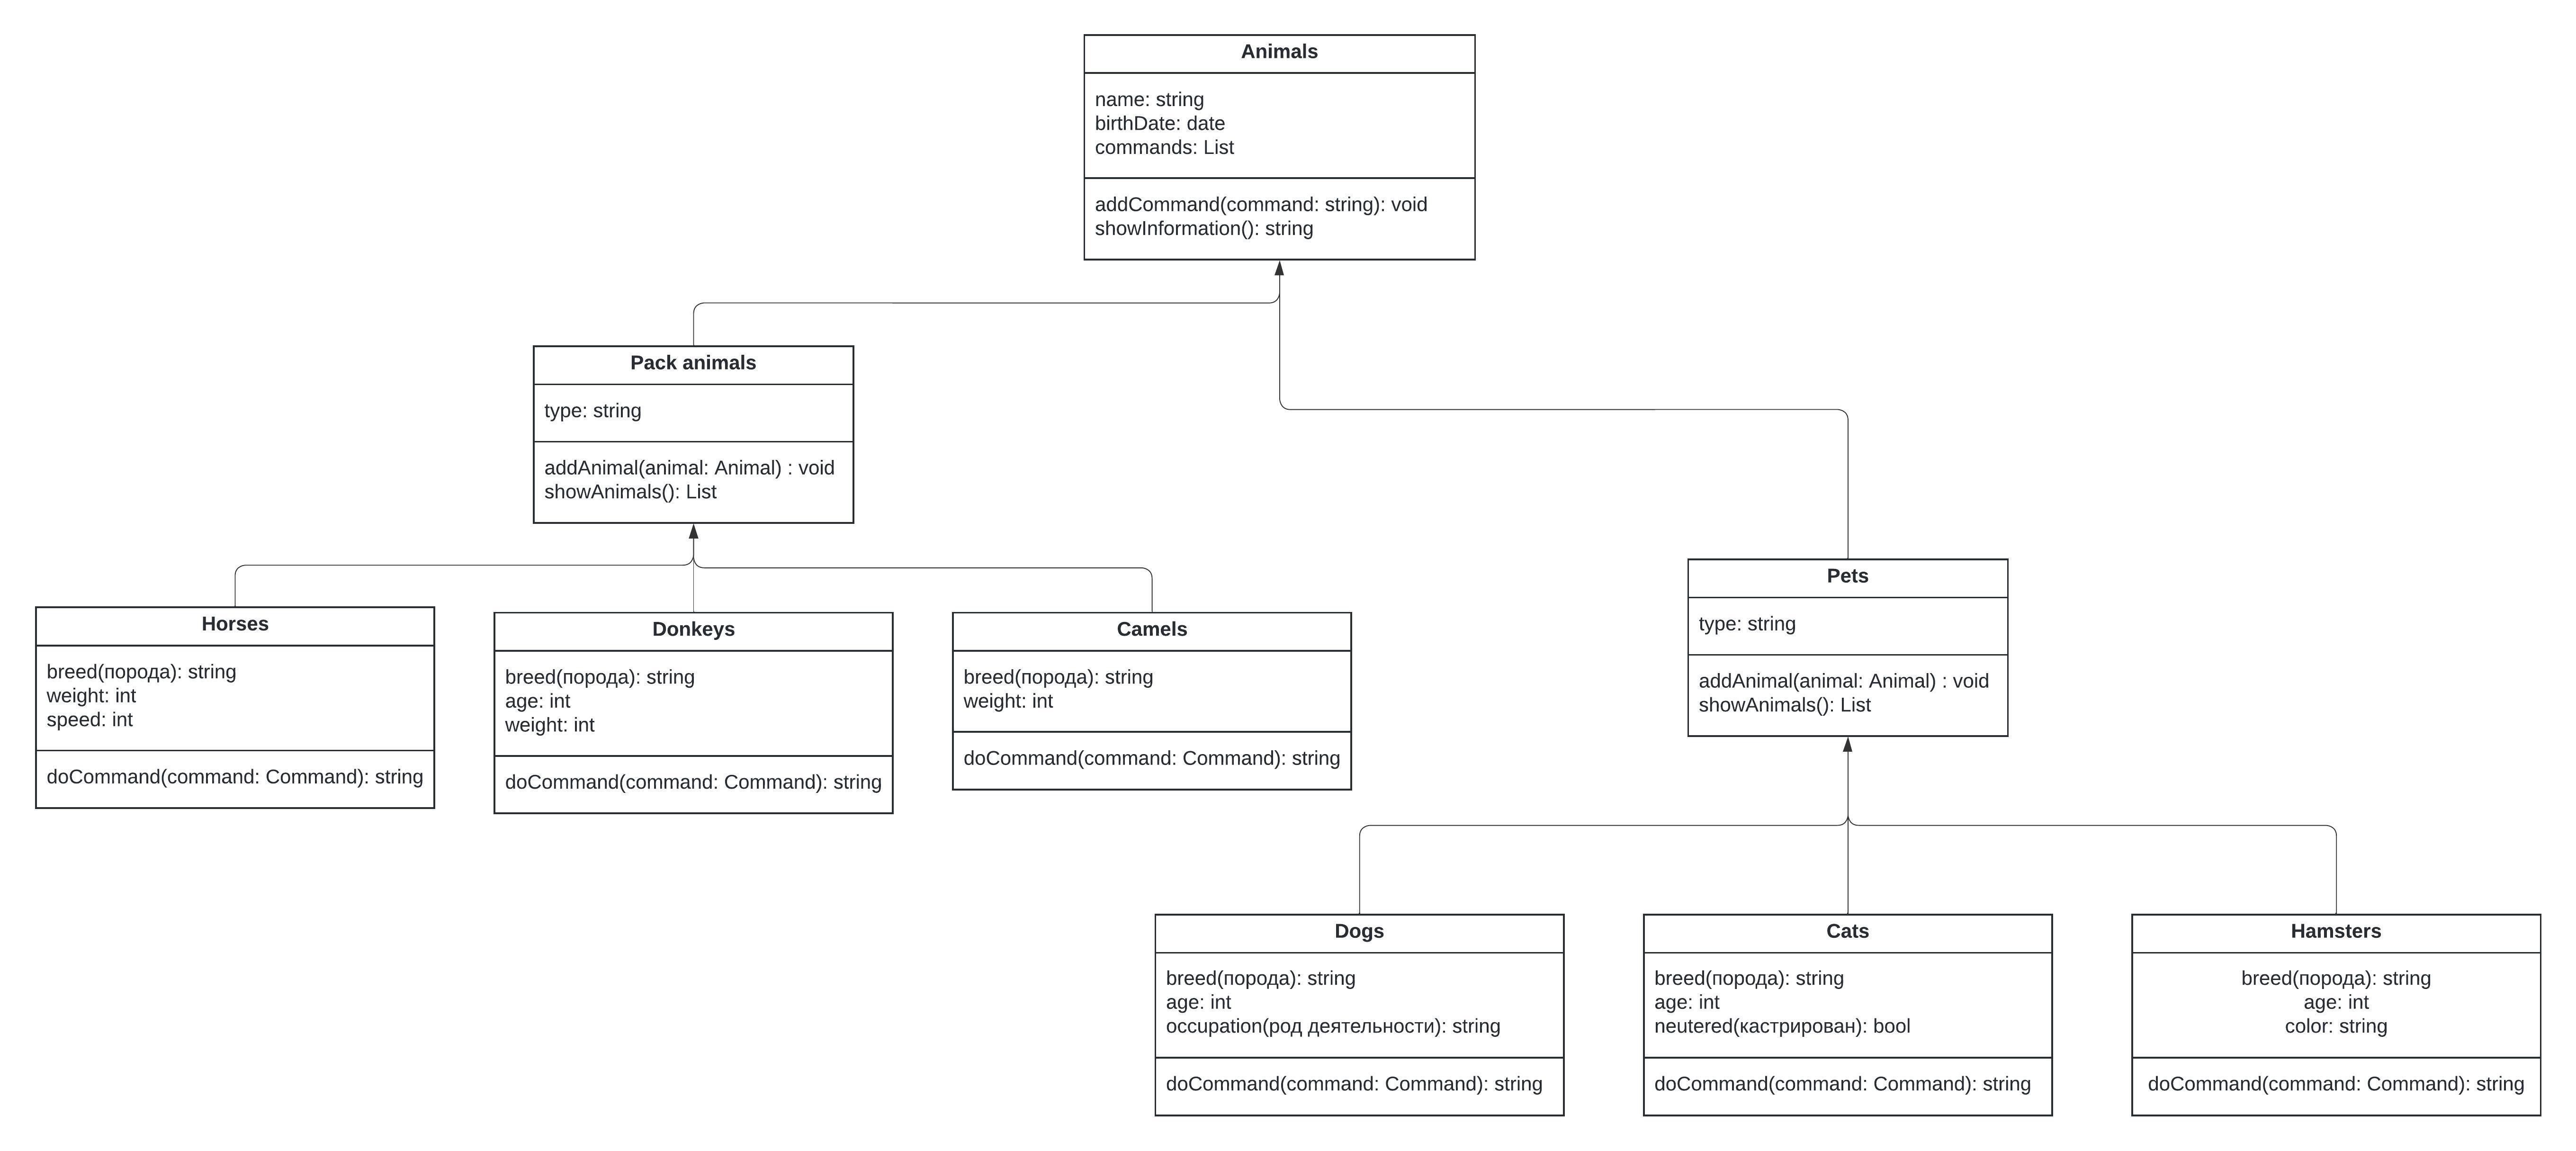 Animals
name: string
birthDate: date
commands: List
addCommand(command: string): void
showInformation(): string
Pack animals
type: string
addAnimal(animal: Animal) : void
showAnimals(): List
Pets
type: string
addAnimal(animal: Animal) : void
showAnimals(): List
Horses
breed(порода): string
weight: int
speed: int
doCommand(command: Command): string
Donkeys
breed(порода): string
age: int
weight: int
doCommand(command: Command): string
Camels
breed(порода): string
weight: int
doCommand(command: Command): string
Dogs
breed(порода): string
age: int
occupation(род деятельности): string
doCommand(command: Command): string
Cats
breed(порода): string
age: int
neutered(кастрирован): bool
doCommand(command: Command): string
Hamsters
breed(порода): string
age: int
color: string
doCommand(command: Command): string